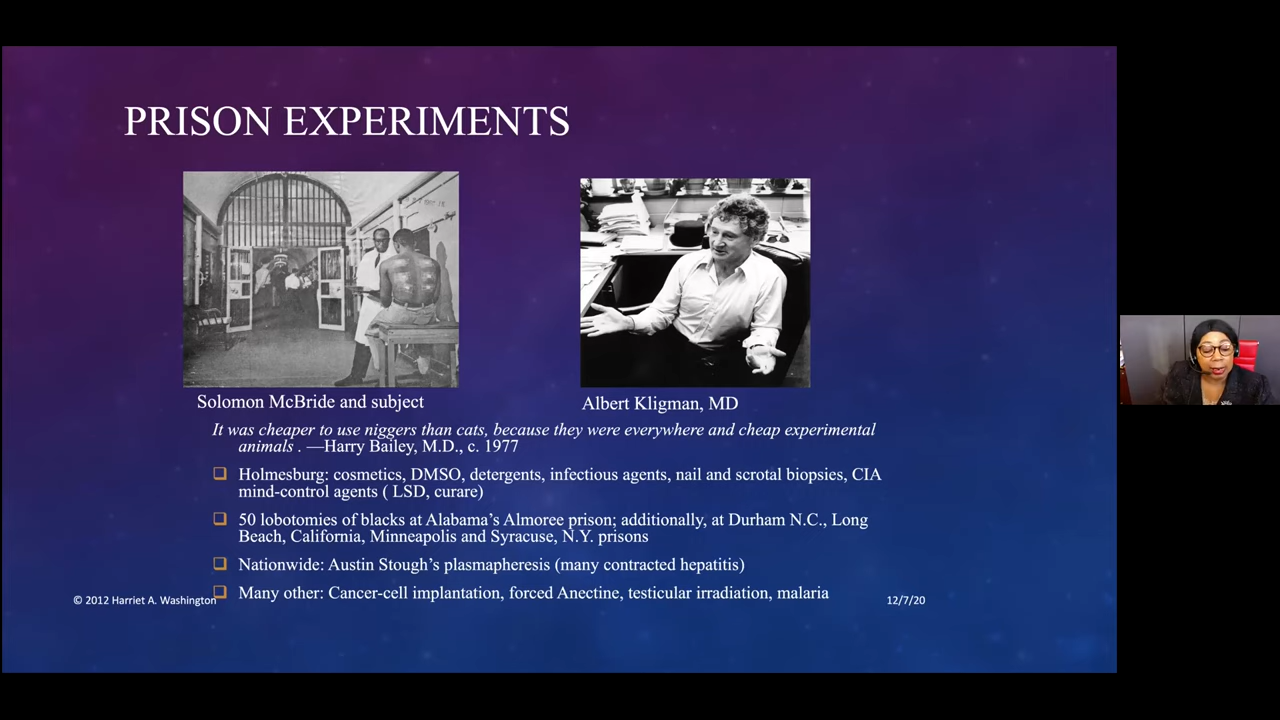 PRISON EXPERIMENTS
Solomon McBride and subject
Albert Kligman, MD
It was cheaper to use niggers than cats, because they were everywhere and cheap experimental
animals . —Harry Bailey, M.D., c. 1977
Holmesburg: cosmetics, DMSO, detergents, infectious agents, nail and scrotal biopsies, CIA
mind-control agents ( LSD, curare)
50 lobotomies of blacks at Alabama’s Almoree prison; additionally, at Durham N.C., Long
Beach, California, Minneapolis and Syracuse, N.Y. prisons
Nationwide: Austin Stough’s plasmapheresis (many contracted hepatitis)
Many other: Cancer-cell implantation, forced Anectine, testicular irradiation, malaria
© 2012 Harriet A. Washington
12/7/20